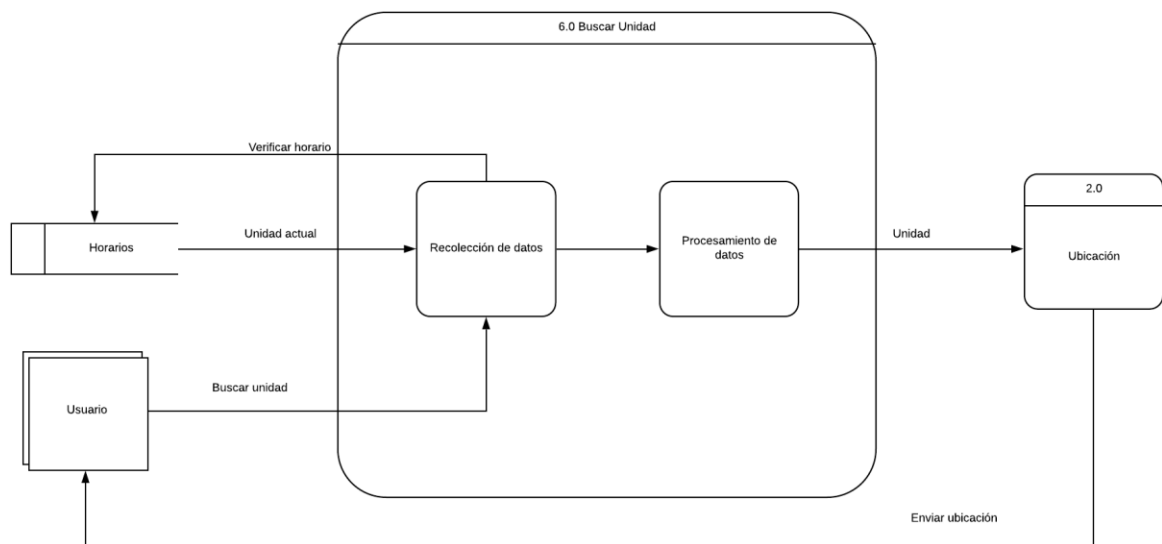 6.0 Buscar Unidad
Verificar horario
Horarios
Unidad actual
Recolección de datos
Procesamiento de
datos
Unidad
2.0
Ubicación
Buscar unidad
Usuario
Enviar ubicación